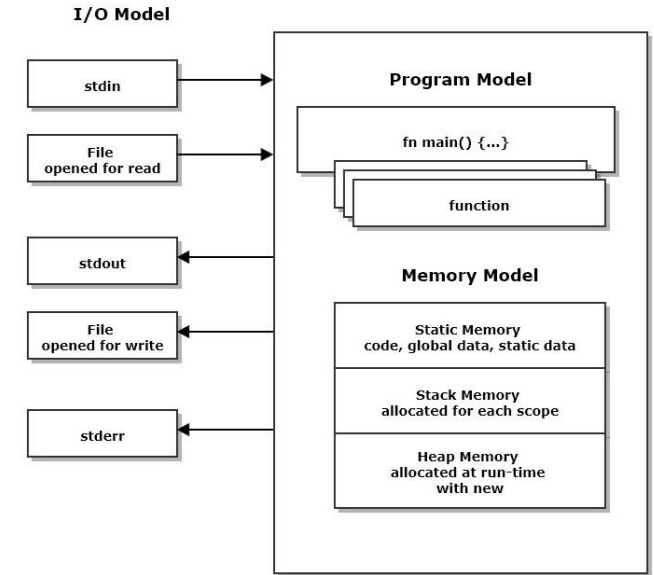 I/O Model
stdin
File
opened for read
stdout
File
opened for write
stderr
Program Model
fn main() {...}
function
Memory Model
Static Memory
code, global data, static data
Stack Memory
allocated for each scope
Heap Memory
allocated at run-time
with new